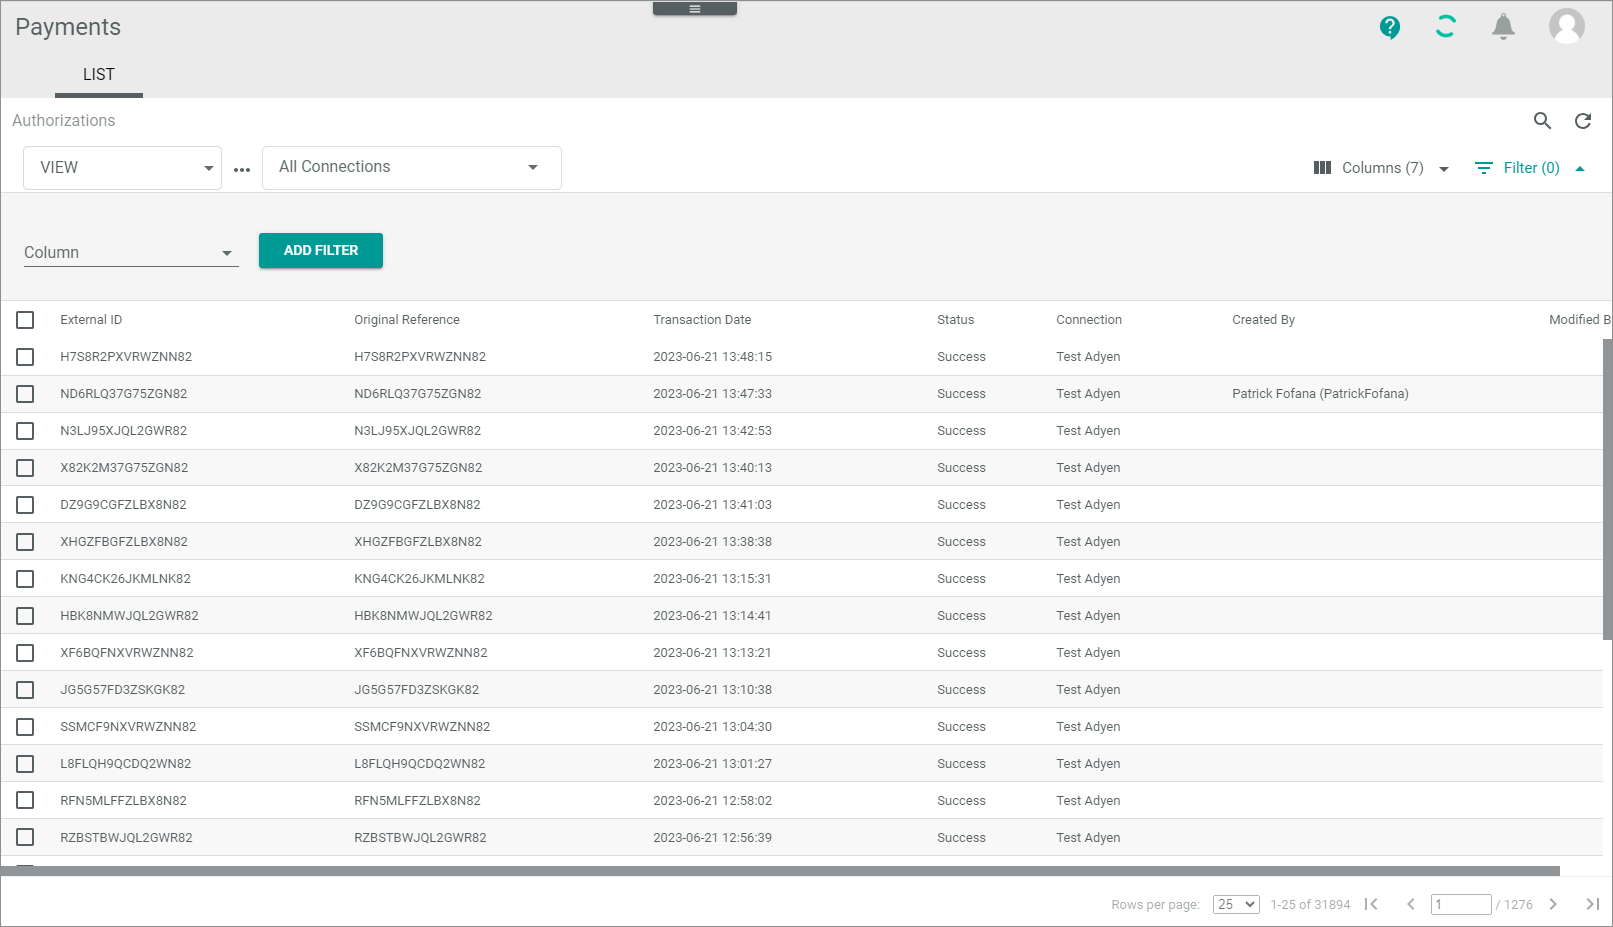 Payments
LIST
Authorizations
VIEW ... All Connections Columns (7) Filter (0)
Column ADD FILTER
External ID Original Reference Transaction Date Status Connection Created By Modified B
H7S8R2PXVRWZNN82 H7S8R2PXVRWZNN82 2023-06-21 13:48:15 Success Test Adyen
ND6RLQ37G75ZGN82 ND6RLQ37G75ZGN82 2023-06-21 13:47:33 Success Test Adyen Patrick Fofana (PatrickFofana)
N3LJ95XJQL2GWR82 N3LJ95XJQL2GWR82 2023-06-21 13:42:53 Success Test Adyen
X82K2M37G75ZGN82 X82K2M37G75ZGN82 2023-06-21 13:40:13 Success Test Adyen
DZ9G9CGFZLBX8N82 DZ9G9CGFZLBX8N82 2023-06-21 13:41:03 Success Test Adyen
XHGZFBGFZLBX8N82 XHGZFBGFZLBX8N82 2023-06-21 13:38:38 Success Test Adyen
KNG4CK26JKMLNK82 KNG4CK26JKMLNK82 2023-06-21 13:15:31 Success Test Adyen
HBK8NMWJQL2GWR82 HBK8NMWJQL2GWR82 2023-06-21 13:14:41 Success Test Adyen
XF6BQFNXVRWZNN82 XF6BQFNXVRWZNN82 2023-06-21 13:13:21 Success Test Adyen
JG5G57FD3ZSKGK82 JG5G57FD3ZSKGK82 2023-06-21 13:10:38 Success Test Adyen
SSMCF9NXVRWZNN82 SSMCF9NXVRWZNN82 2023-06-21 13:04:30 Success Test Adyen
L8FLQH9QCDQ2WN82 L8FLQH9QCDQ2WN82 2023-06-21 13:01:27 Success Test Adyen
RFN5MLFFZLBX8N82 RFN5MLFFZLBX8N82 2023-06-21 12:58:02 Success Test Adyen
RZBSTBWJQL2GWR82 RZBSTBWJQL2GWR82 2023-06-21 12:56:39 Success Test Adyen
Rows per page: 25 1-25 of 31894 1 / 1276